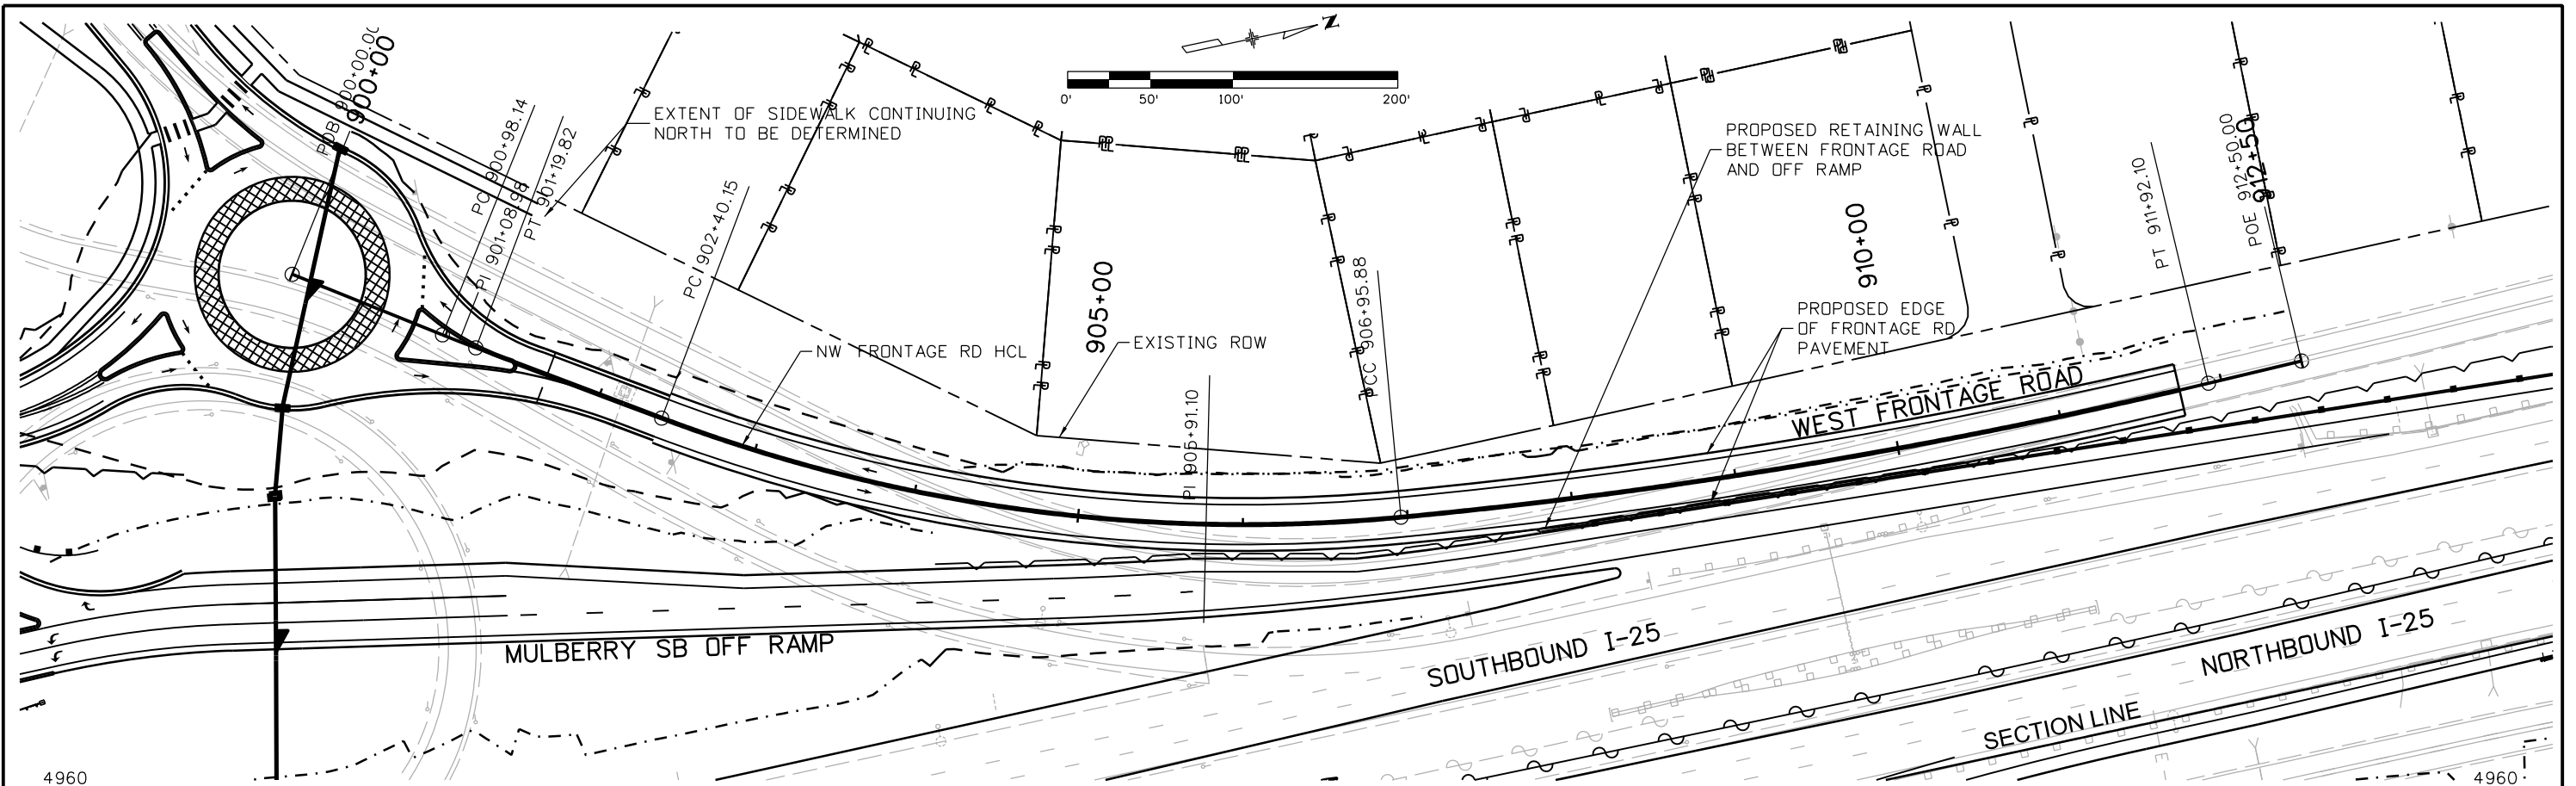 POB 900+00.00
900+00
PC 900+98.14
PI 901+08.98
PT 901+19.82
EXTENT OF SIDEWALK CONTINUING
NORTH TO BE DETERMINED
PC 902+40.15
N
0' 50' 100' 200'
PROPOSED RETAINING WALL
BETWEEN FRONTAGE ROAD
AND OFF RAMP
905+00
EXISTING ROW
NW FRONTAGE RD HCL
PI 905+91.10
PCC 906+95.88
910+00
PROPOSED EDGE
OF FRONTAGE RD
PAVEMENT
PT 911+92.10
POE 912+50.00
912+50
WEST FRONTAGE ROAD
MULBERRY SB OFF RAMP
SOUTHBOUND I-25
NORTHBOUND I-25
SECTION LINE
4960
4960